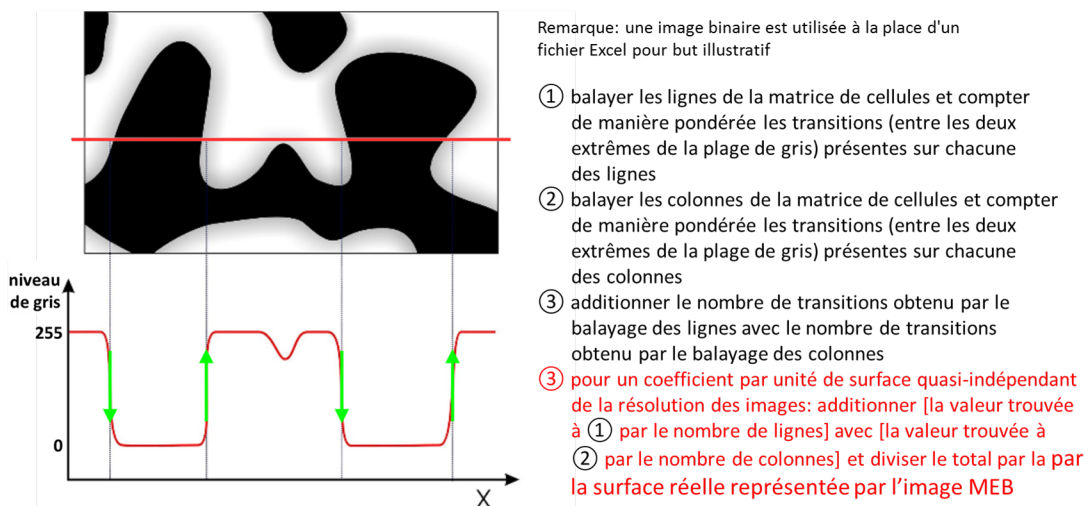 Remarque: une image binaire est utilisée à la place d'un
fichier Excel pour but illustratif
① balayer les lignes de la matrice de cellules et compter
de manière pondérée les transitions (entre les deux
extrêmes de la plage de gris) présentes sur chacune
des lignes
② balayer les colonnes de la matrice de cellules et compter
de manière pondérée les transitions (entre les deux
extrêmes de la plage de gris) présentes sur chacune
des colonnes
③ additionner le nombre de transitions obtenu par le
balayage des lignes avec le nombre de transitions
obtenu par le balayage des colonnes
③ pour un coefficient par unité de surface quasi-indépendant
de la résolution des images: additionner [la valeur trouvée
à ① par le nombre de lignes] avec [la valeur trouvée à
② par le nombre de colonnes] et diviser le total par la par
la surface réelle représentée par l'image MEB
niveau
de gris
255
0
X